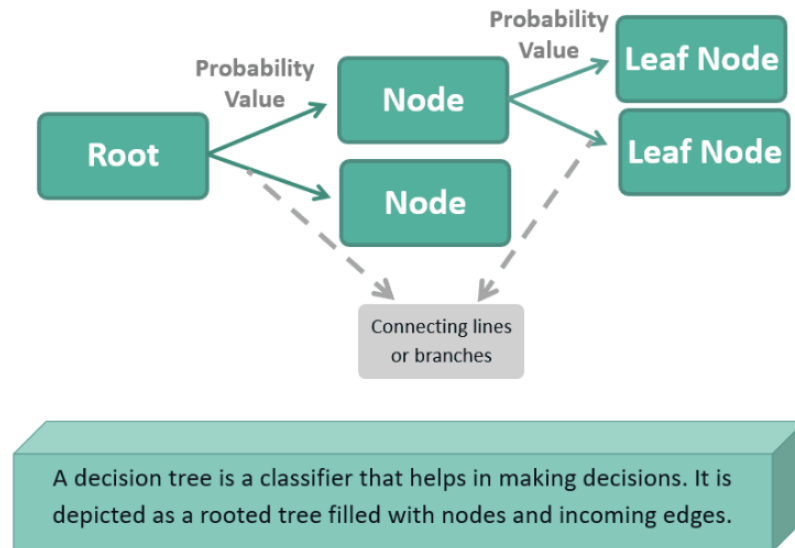 Probability
Value
Probability
Value
Root
Node
Node
Leaf Node
Leaf Node
Connecting lines
or branches
A decision tree is a classifier that helps in making decisions. It is
depicted as a rooted tree filled with nodes and incoming edges.